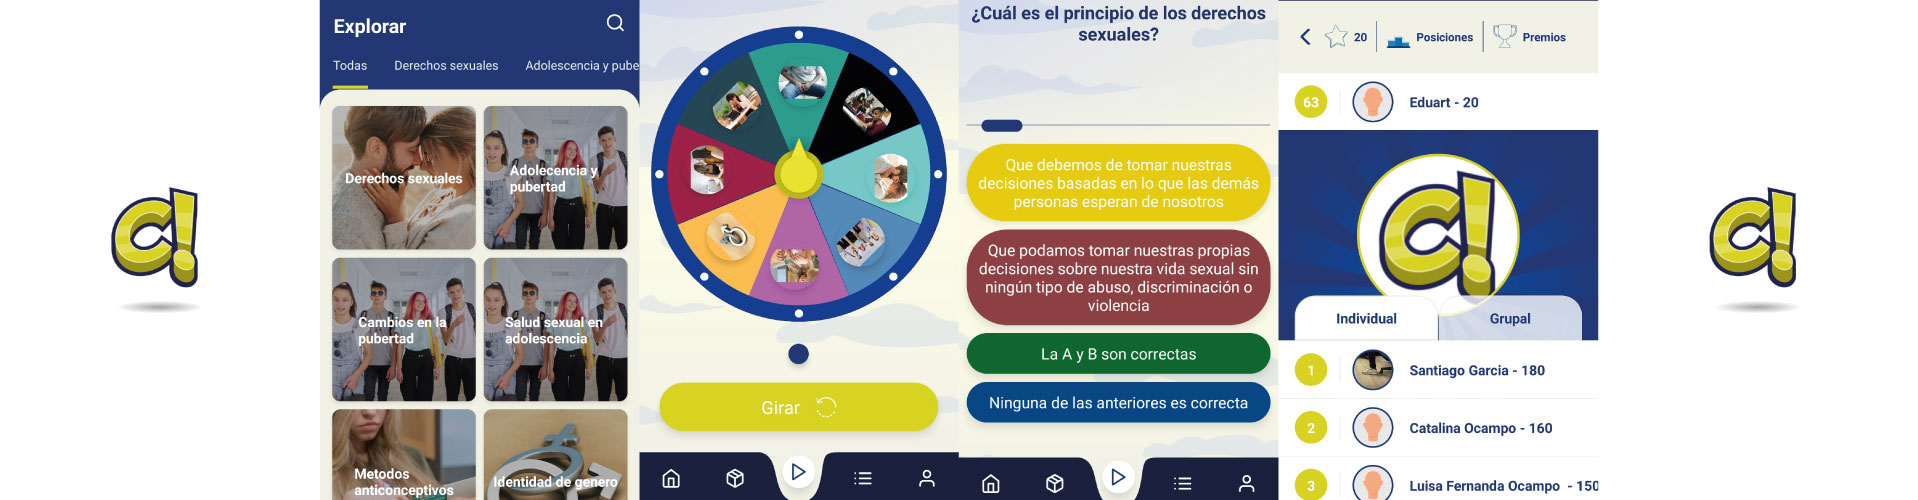 Explorar
Todas
Derechos sexuales
Adolescencia y pube
Derechos sexuales
Adolecencia y
pubertad
Cambios en la
pubertad
Salud sexual en
adolescencia
Metodos
anticonceptivos
Identidad de genero
Girar
¿Cuál es el principio de los derechos
sexuales?
Que debemos de tomar nuestras
decisiones basadas en lo que las demás
personas esperan de nosotros
Que podamos tomar nuestras propias
decisiones sobre nuestra vida sexual sin
ningún tipo de abuso, discriminación o
violencia
La A y B son correctas
Ninguna de las anteriores es correcta
20
Posiciones
Premios
63
Eduart - 20
C!
Individual
Grupal
1
Santiago Garcia - 180
2
Catalina Ocampo - 160
3
Luisa Fernanda Ocampo - 150
C!
C!